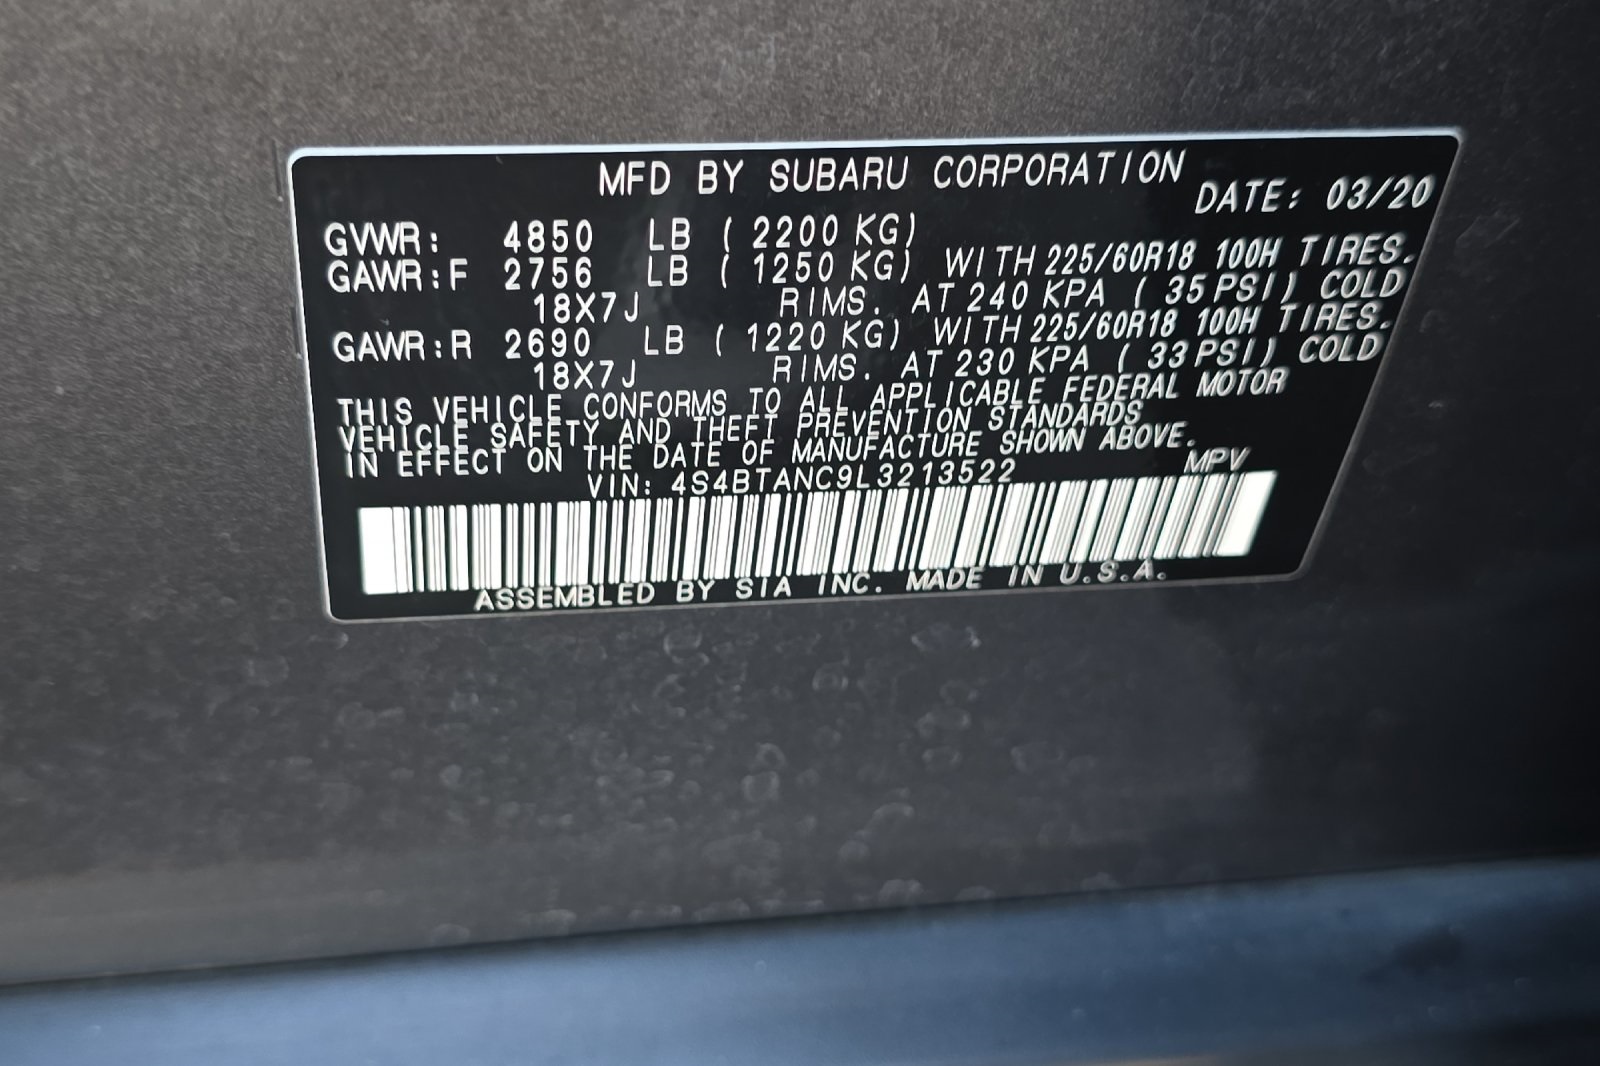 MFD BY SUBARU CORPORATION
DATE: 03/20
GVWR: 4850 LB ( 2200 KG)
GAWR:F 2756 LB ( 1250 KG) WITH 225/60R18 100H TIRES.
18X7J RIMS. AT 240 KPA ( 35 PSI) COLD
GAWR:R 2690 LB ( 1220 KG) WITH 225/60R18 100H TIRES.
18X7J RIMS. AT 230 KPA ( 33 PSI) COLD
THIS VEHICLE CONFORMS TO ALL APPLICABLE FEDERAL MOTOR
VEHICLE SAFETY AND THEFT PREVENTION STANDARDS
IN EFFECT ON THE DATE OF MANUFACTURE SHOWN ABOVE.
VIN: 4S4BTANC9L3213522 MPV
ASSEMBLED BY SIA INC. MADE IN U.S.A.